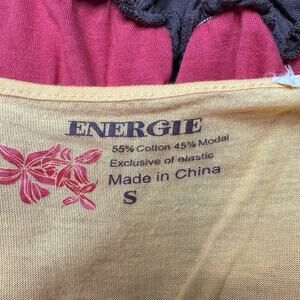 ENERGIE
55% Cotton 45% Modal
Exclusive of elastic
Made in China
S